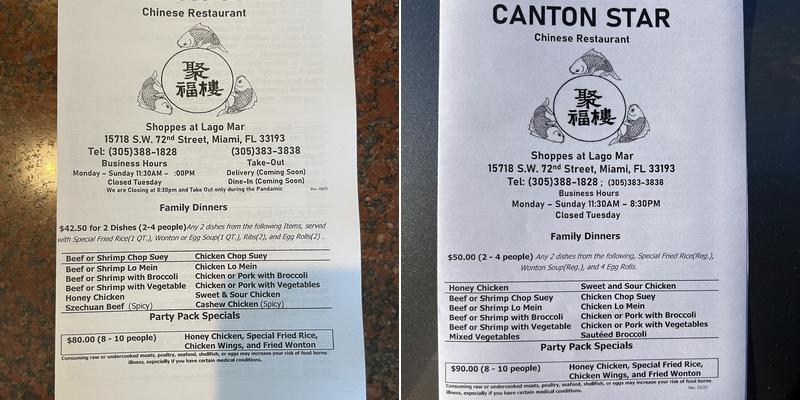 Chinese Restaurant
聚
福樓
Shoppes at Lago Mar
15718 S.W. 72nd Street, Miami, FL 33193
Tel: (305)388-1828 (305)383-3838
Business Hours Take-Out
Monday – Sunday 11:30AM – :00PM Delivery (Coming Soon)
Closed Tuesday Dine-In (Coming Soon)
We are Closing at 8:30pm and Take Out only during the Pandamic
Family Dinners
$42.50 for 2 Dishes (2-4 people) Any 2 dishes from the following Items, served
with Special Fried Rice(1 QT.), Wonton or Egg Soup(1 QT.), Ribs(2), and Egg Rolls(2) .
Beef or Shrimp Chop Suey Chicken Chop Suey
Beef or Shrimp Lo Mein Chicken Lo Mein
Beef or Shrimp with Broccoli Chicken or Pork with Broccoli
Beef or Shrimp with Vegetable Chicken or Pork with Vegetables
Honey Chicken Sweet & Sour Chicken
Szechuan Beef (Spicy) Cashew Chicken (Spicy)
Party Pack Specials
$80.00 (8 - 10 people) Honey Chicken, Special Fried Rice,
Chicken Wings, and Fried Wonton
Consuming raw or undercooked meats, poultry, seafood, shellfish, or eggs may increase your risk of food borne
illness, especially if you have certain medical conditions.
CANTON STAR
Chinese Restaurant
聚
福樓
Shoppes at Lago Mar
15718 S.W. 72nd Street, Miami, FL 33193
Tel: (305)388-1828 ; (305)383-3838
Business Hours
Monday – Sunday 11:30AM – 8:30PM
Closed Tuesday
Family Dinners
$50.00 (2 - 4 people) Any 2 dishes from the following, Special Fried Rice(Reg.),
Wonton Soup(Reg.), and 4 Egg Rolls.
Honey Chicken Sweet and Sour Chicken
Beef or Shrimp Chop Suey Chicken Chop Suey
Beef or Shrimp Lo Mein Chicken Lo Mein
Beef or Shrimp with Broccoli Chicken or Pork with Broccoli
Beef or Shrimp with Vegetable Chicken or Pork with Vegetables
Mixed Vegetables Sautéed Broccoli
Party Pack Specials
$90.00 (8 - 10 people) Honey Chicken, Special Fried Rice,
Chicken Wings, and Fried Wonton
Consuming raw or undercooked meats, poultry, seafood, shellfish, or eggs may increase your risk of food borne
illness, especially if you have certain medical conditions.